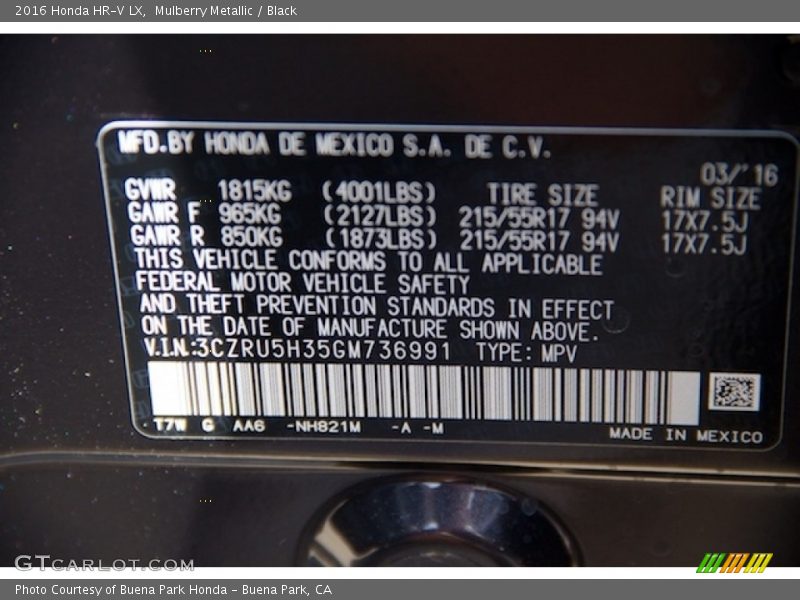 2016 Honda HR-V LX,  Mulberry Metallic / Black
MFD.BY HONDA DE MEXICO S.A. DE C.V.
03/'16
GVWR 1815KG (4001LBS) TIRE SIZE RIM SIZE
GAWR F 965KG (2127LBS) 215/55R17 94V 17X7.5J
GAWR R 850KG (1873LBS) 215/55R17 94V 17X7.5J
THIS VEHICLE CONFORMS TO ALL APPLICABLE
FEDERAL MOTOR VEHICLE SAFETY
AND THEFT PREVENTION STANDARDS IN EFFECT
ON THE DATE OF MANUFACTURE SHOWN ABOVE.
V.I.N:3CZRU5H35GM736991 TYPE: MPV
T7W G AA6 -NH821M -A -M
MADE IN MEXICO
GTCARLOT.COM
Photo Courtesy of Buena Park Honda - Buena Park, CA